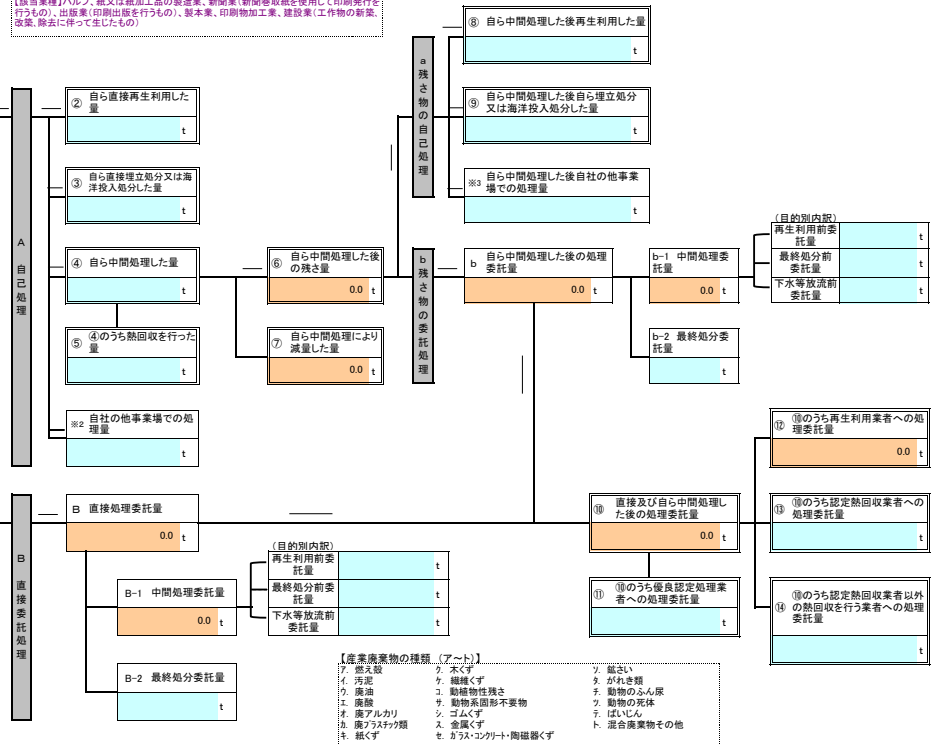 【該当業種】パルプ、紙又は紙加工品の製造業、新聞業(新聞巻取紙を使用して印刷発行を
行うもの)、出版業(印刷出版を行うもの)、製本業、印刷物加工業、建設業(工作物の新築、
改築、除去に伴って生じたもの)
A 自己処理
② 自ら直接再生利用した
量
t
③ 自ら直接埋立処分又は海
洋投入処分した量
t
④ 自ら中間処理した量
t
⑤ ④のうち熱回収を行った
量
t
※2 自社の他事業場での処
理量
t
⑥ 自ら中間処理した後
の残さ量
0.0 t
⑦ 自ら中間処理により
減量した量
0.0 t
a 残さ物の自己処理
⑧ 自ら中間処理した後再生利用した量
t
⑨ 自ら中間処理した後自ら埋立処分
又は海洋投入処分した量
t
※3 自ら中間処理した後自社の他事業
場での処理量
t
b 残さ物の委託処理
b 自ら中間処理した後の処理
委託量
0.0 t
b-1 中間処理委
託量
0.0 t
b-2 最終処分委
託量
t
(目的別内訳)
再生利用前委
託量
t
最終処分前
委託量
t
下水等放流前
委託量
t
B 直接委託処理
B 直接処理委託量
0.0 t
B-1 中間処理委託量
0.0 t
B-2 最終処分委託量
t
(目的別内訳)
再生利用前委
託量
t
最終処分前委
託量
t
下水等放流前
委託量
t
⑩ 直接及び自ら中間処理し
た後の処理委託量
0.0 t
⑪ ⑩のうち優良認定処理業
者への処理委託量
t
⑫ ⑩のうち再生利用業者への処
理委託量
0.0 t
⑬ ⑩のうち認定熱回収業者への
処理委託量
t
⑭ ⑩のうち認定熱回収業者以外
の熱回収を行う業者への処理
委託量
t
【産業廃棄物の種類 (ア～ト)】
ア. 燃え殻
イ. 汚泥
ウ. 廃油
エ. 廃酸
オ. 廃アルカリ
カ. 廃プラスチック類
キ. 紙くず
ク. 木くず
ケ. 繊維くず
コ. 動植物性残さ
サ. 動物系固形不要物
シ. ゴムくず
ス. 金属くず
セ. ガラス・コンクリート・陶磁器くず
ソ. 鉱さい
タ. がれき類
チ. 動物のふん尿
ツ. 動物の死体
テ. ばいじん
ト. 混合廃棄物その他